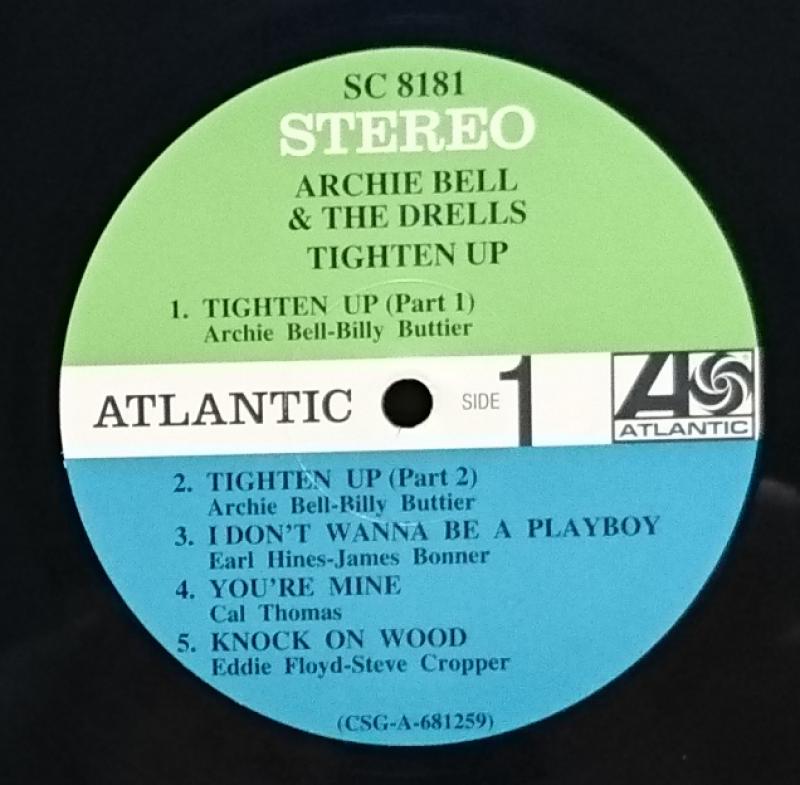 SC 8181
STEREO
ARCHIE BELL
& THE DRELLS
TIGHTEN UP
1. TIGHTEN UP (Part 1)
Archie Bell-Billy Buttier
ATLANTIC
SIDE 1
ATLANTIC
2. TIGHTEN UP (Part 2)
Archie Bell-Billy Buttier
3. I DON'T WANNA BE A PLAYBOY
Earl Hines-James Bonner
4. YOU'RE MINE
Cal Thomas
5. KNOCK ON WOOD
Eddie Floyd-Steve Cropper
(CSG-A-681259)